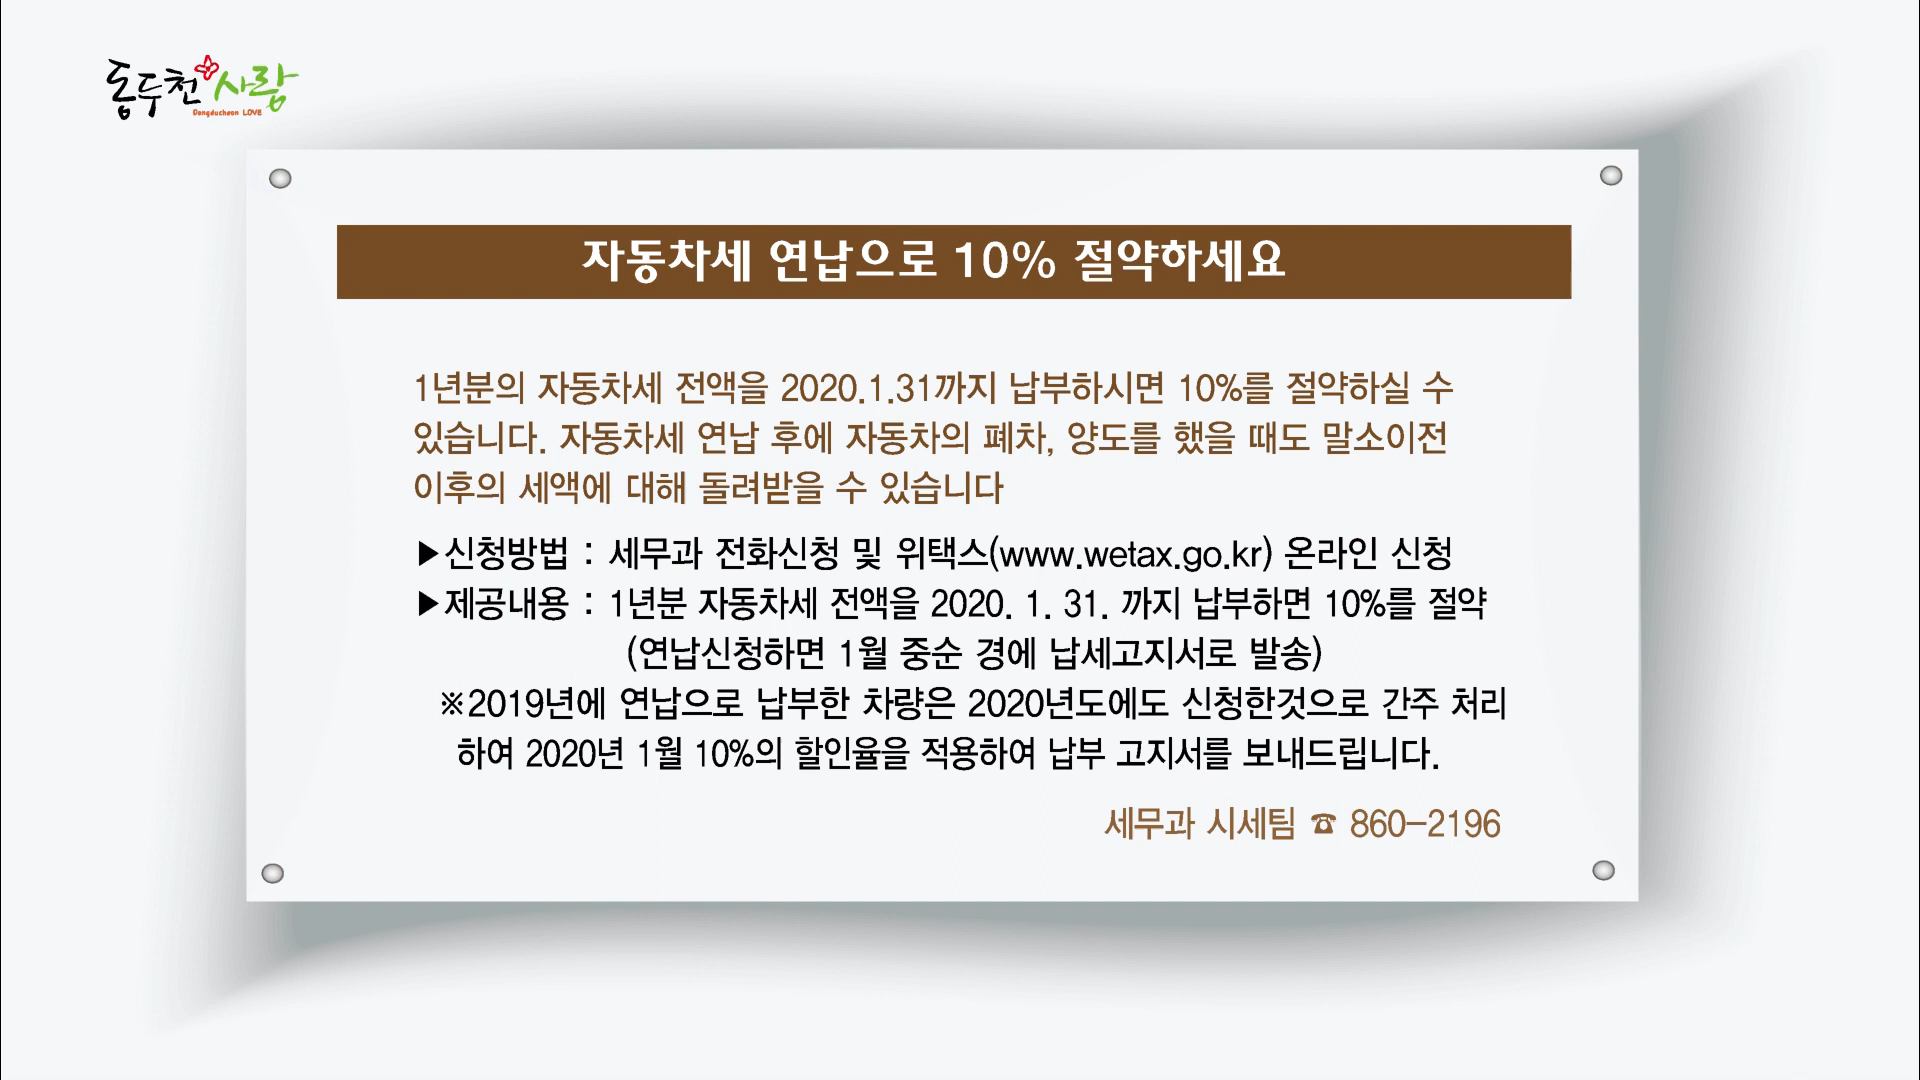 동두천 사랑
Dongducheon LOVE
자동차세 연납으로 10% 절약하세요
1년분의 자동차세 전액을 2020.1.31까지 납부하시면 10%를 절약하실 수
있습니다. 자동차세 연납 후에 자동차의 폐차, 양도를 했을 때도 말소이전
이후의 세액에 대해 돌려받을 수 있습니다
▶신청방법 : 세무과 전화신청 및 위택스(www.wetax.go.kr) 온라인 신청
▶제공내용 : 1년분 자동차세 전액을 2020. 1. 31. 까지 납부하면 10%를 절약
(연납신청하면 1월 중순 경에 납세고지서로 발송)
※2019년에 연납으로 납부한 차량은 2020년도에도 신청한것으로 간주 처리
하여 2020년 1월 10%의 할인율을 적용하여 납부 고지서를 보내드립니다.
세무과 시세팀 ☎ 860-2196